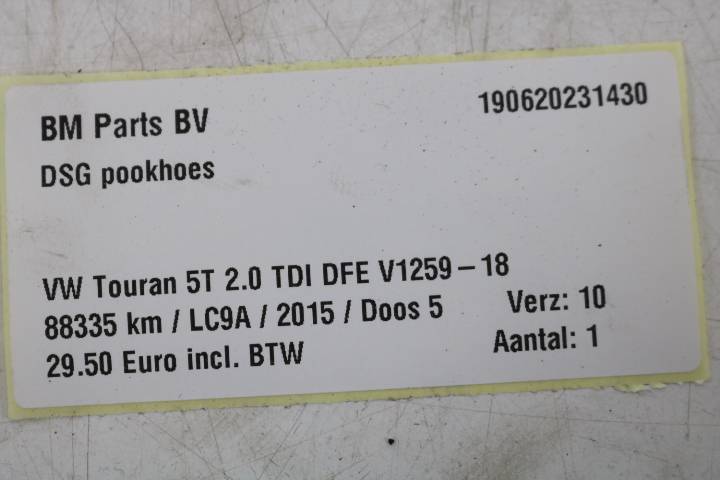 BM Parts BV
190620231430
DSG pookhoes
VW Touran 5T 2.0 TDI DFE V1259-18
88335 km / LC9A / 2015 / Doos 5
Verz: 10
29.50 Euro incl. BTW
Aantal: 1